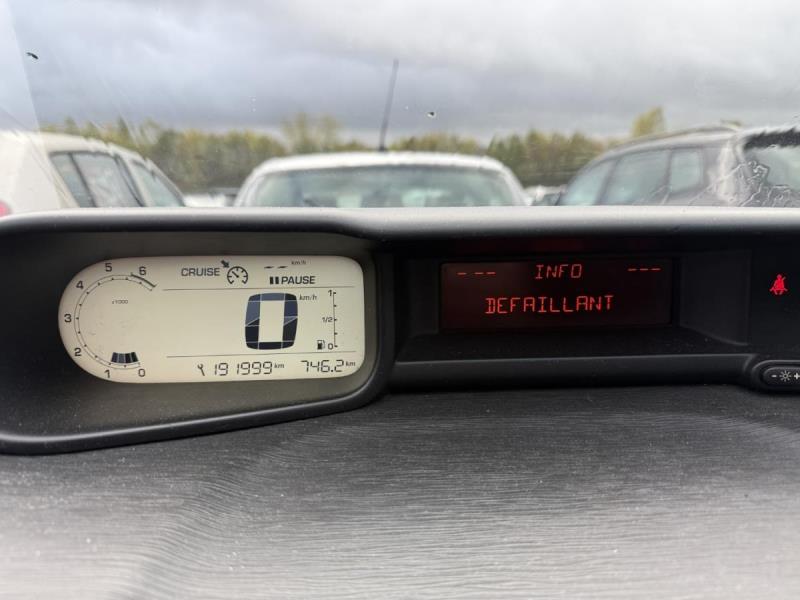 5 6 CRUISE -- km/h
4 x1000 PAUSE
3 0 km/h 1
1/2
2 0
1 0 191999 km 746.2 km
--- INFO ---
DEFAILLANT
- +